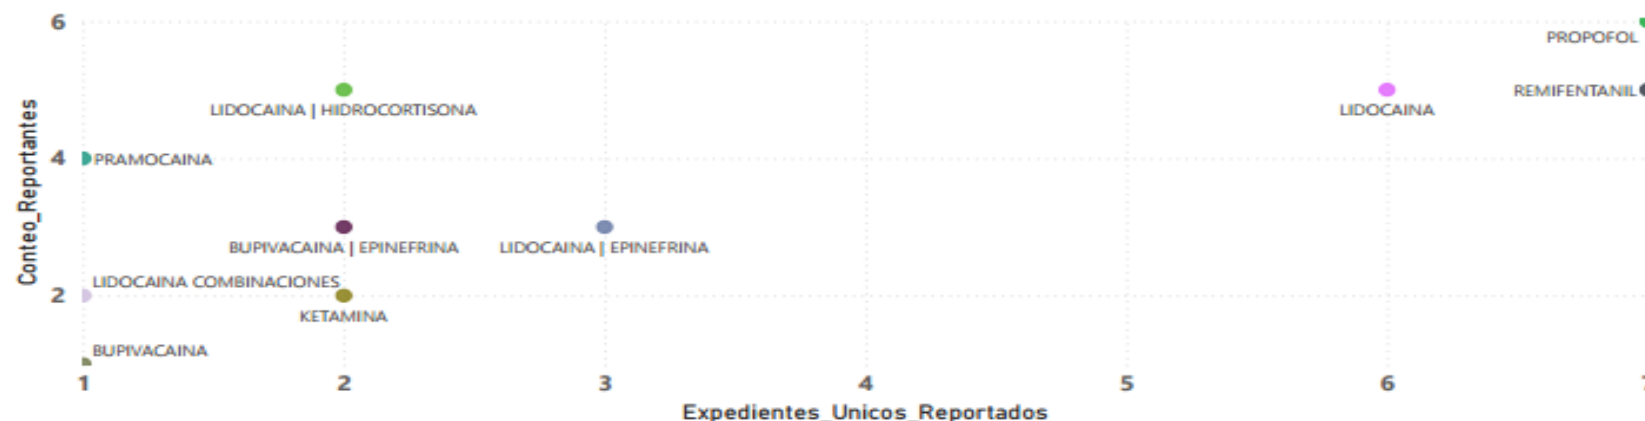 6
PROPOFOL
LIDOCAINA | HIDROCORTISONA
LIDOCAINA
REMIFENTANIL
Conteo_Reportantes
4
PRAMOCAINA
BUPIVACAINA | EPINEFRINA
LIDOCAINA | EPINEFRINA
LIDOCAINA COMBINACIONES
2
KETAMINA
BUPIVACAINA
1 2 3 4 5 6 7
Expedientes_Unicos_Reportados